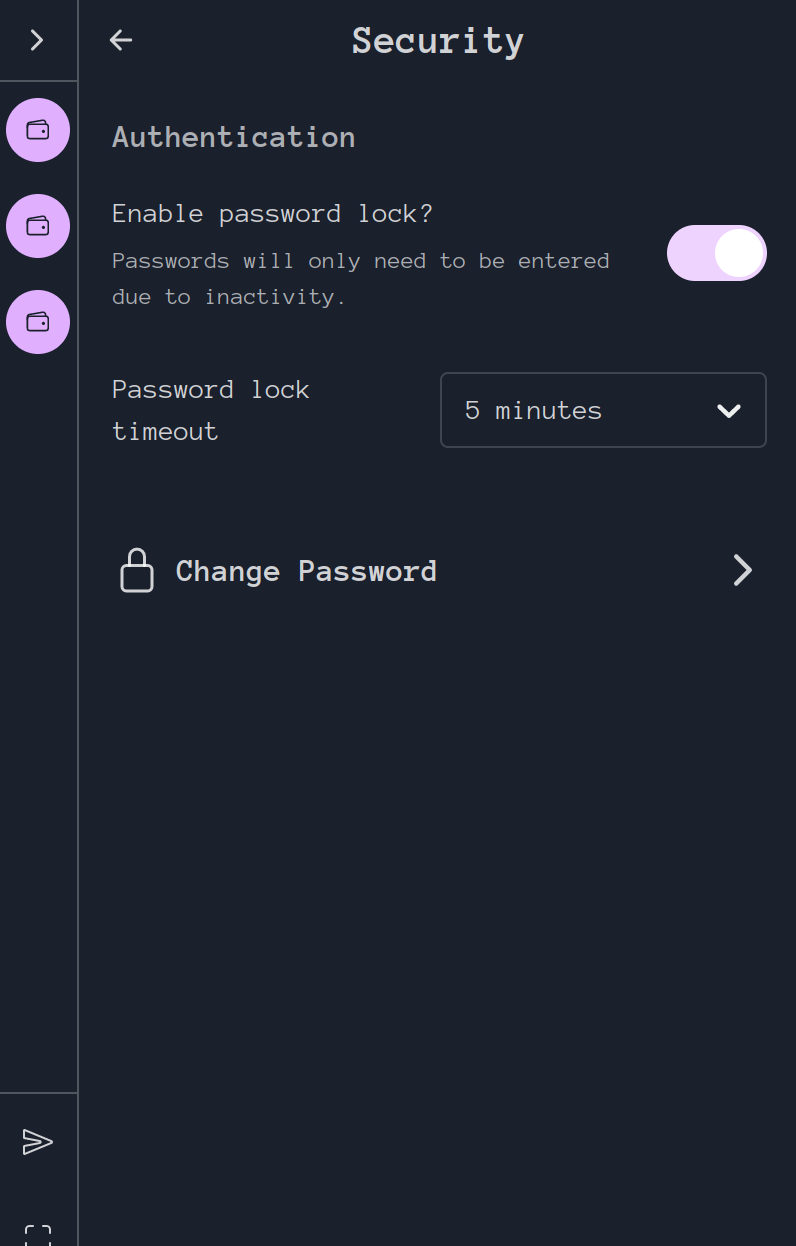 Security
Authentication
Enable password lock?
Passwords will only need to be entered
due to inactivity.
Password lock
timeout
5 minutes
Change Password